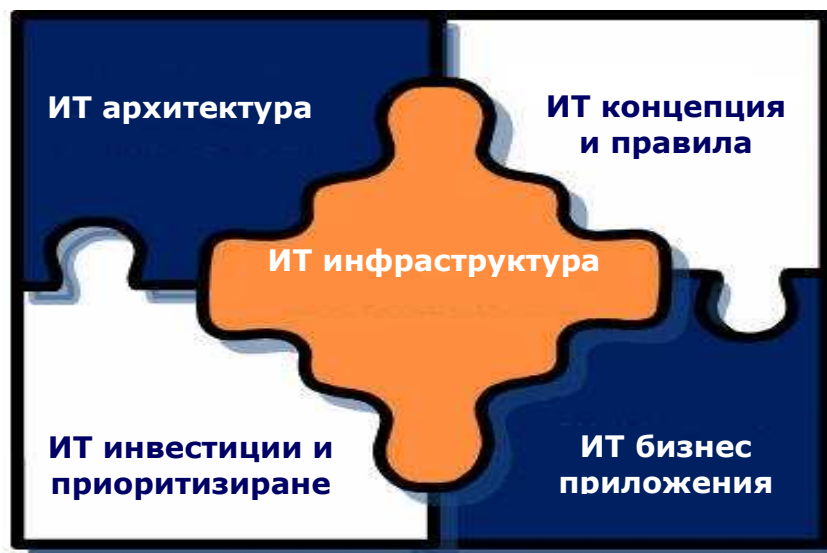 ИТ архитектура
ИТ концепция
и правила
ИТ инфраструктура
ИТ инвестиции и
приоритизиране
ИТ бизнес
приложения